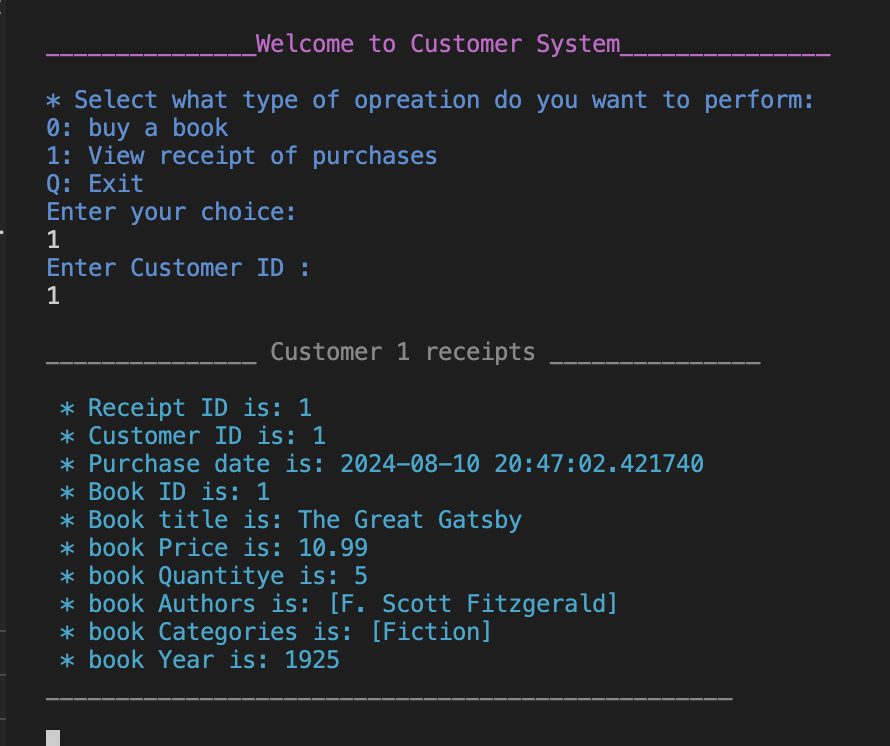 _______________Welcome to Customer System_______________
* Select what type of opreation do you want to perform:
0: buy a book
1: View receipt of purchases
Q: Exit
Enter your choice:
1
Enter Customer ID :
1
_______________ Customer 1 receipts _______________
* Receipt ID is: 1
* Customer ID is: 1
* Purchase date is: 2024-08-10 20:47:02.421740
* Book ID is: 1
* Book title is: The Great Gatsby
* book Price is: 10.99
* book Quantitye is: 5
* book Authors is: [F. Scott Fitzgerald]
* book Categories is: [Fiction]
* book Year is: 1925
_________________________________________________